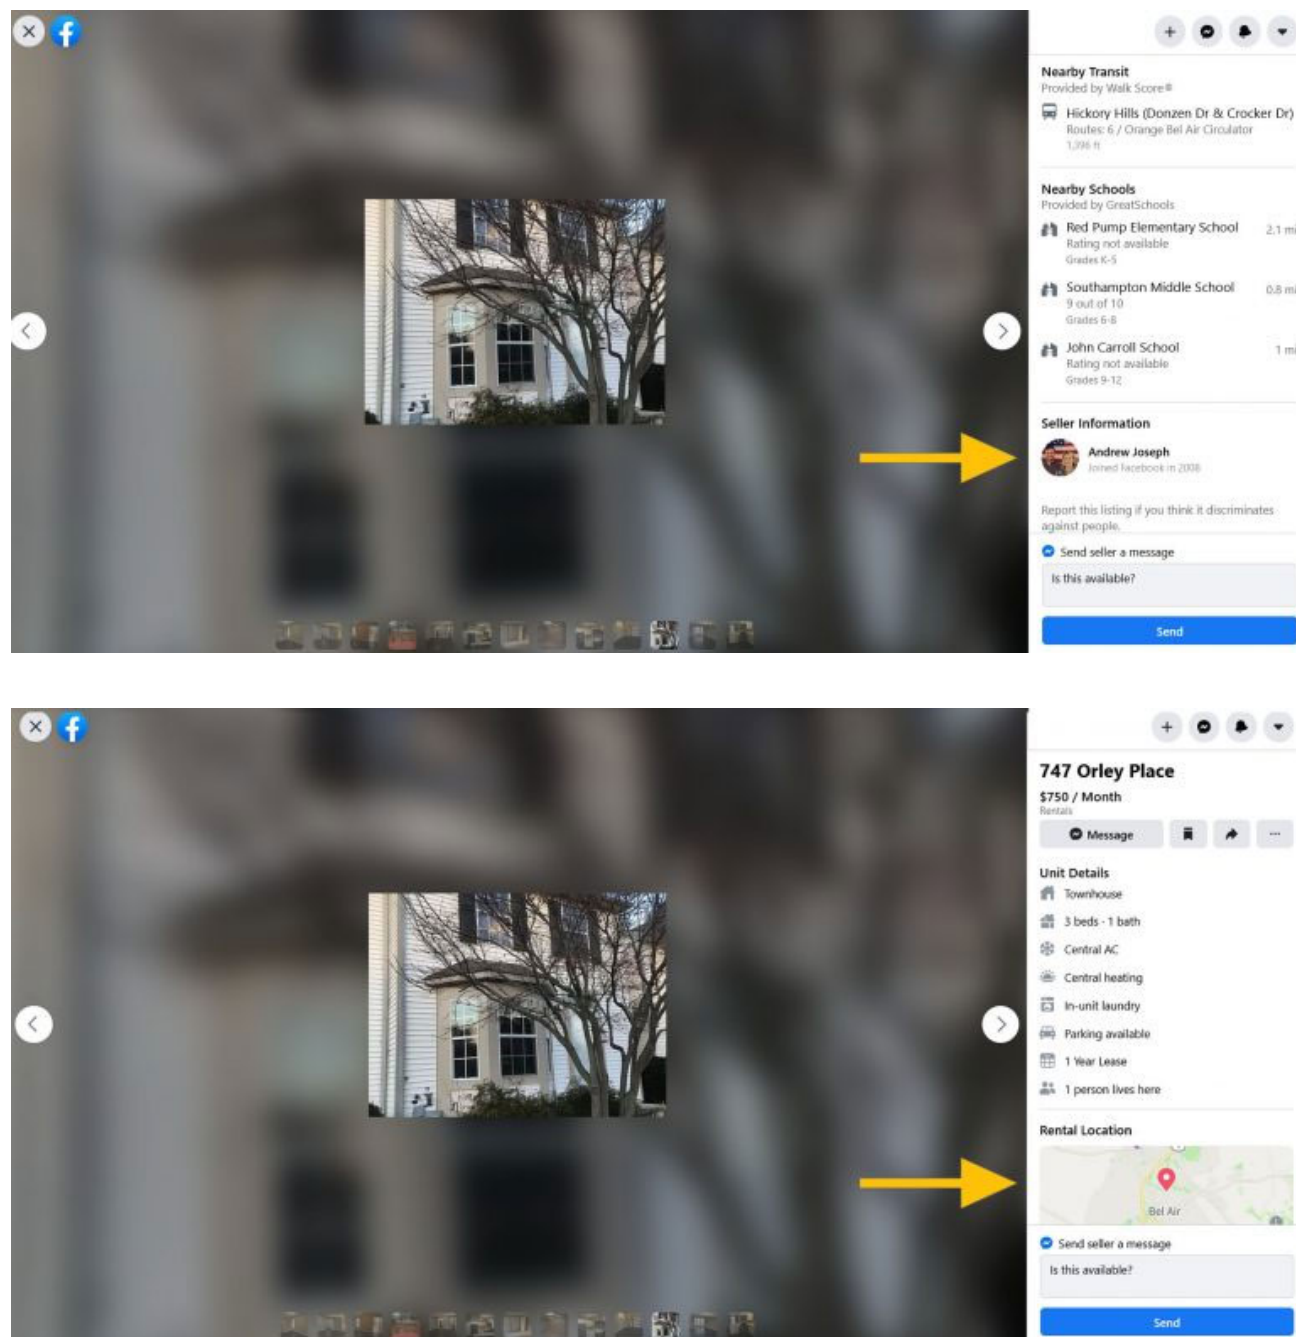 Nearby Transit
Provided by Walk Score®
Hickory Hills (Donzen Dr & Crocker Dr)
Routes: 6 / Orange Bel Air Circulator
1,396 ft
Nearby Schools
Provided by GreatSchools
Red Pump Elementary School 2.1 mi
Rating not available
Grades K-5
Southampton Middle School 0.8 mi
9 out of 10
Grades 6-8
John Carroll School 1 mi
Rating not available
Grades 9-12
Seller Information
Andrew Joseph
Joined Facebook in 2008
Report this listing if you think it discriminates
against people.
Send seller a message
Is this available?
Send
747 Orley Place
$750 / Month
Rentals
Message
Unit Details
Townhouse
3 beds · 1 bath
Central AC
Central heating
In-unit laundry
Parking available
1 Year Lease
1 person lives here
Rental Location
Bel Air
Send seller a message
Is this available?
Send